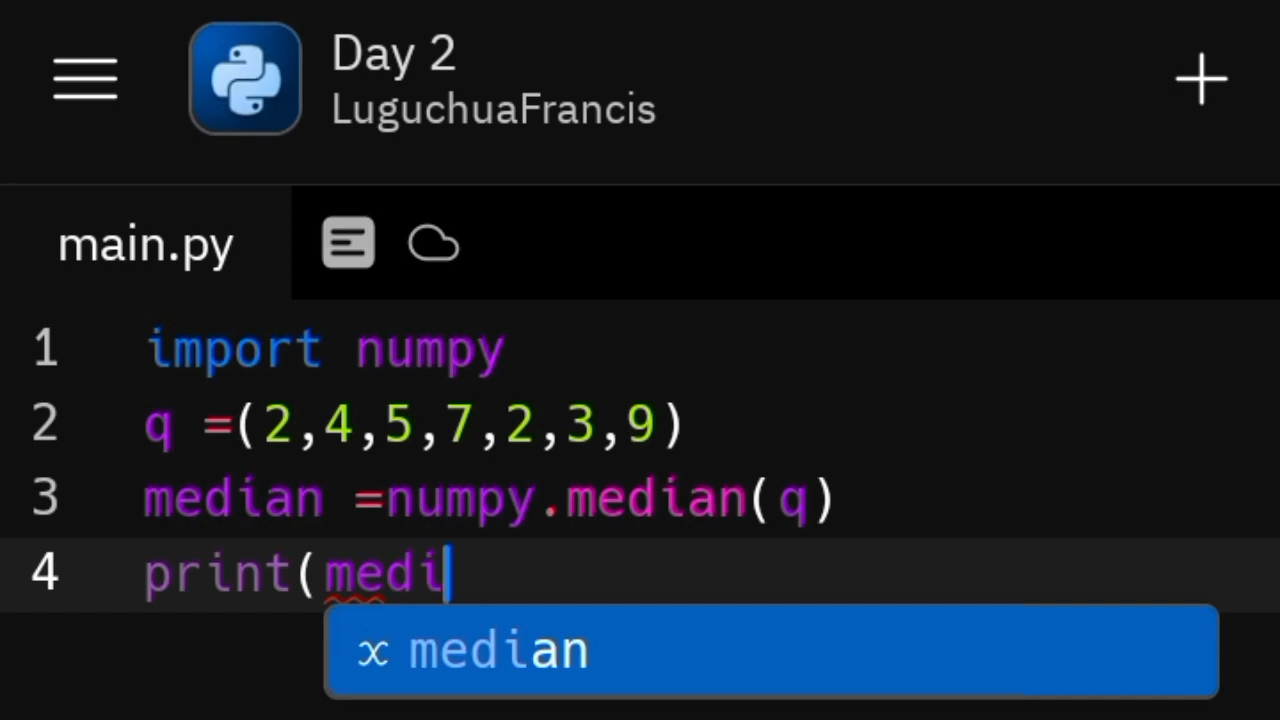 Day 2
LuguchuaFrancis
main.py
1 import numpy
2 q =(2,4,5,7,2,3,9)
3 median =numpy.median(q)
4 print(medi
x median